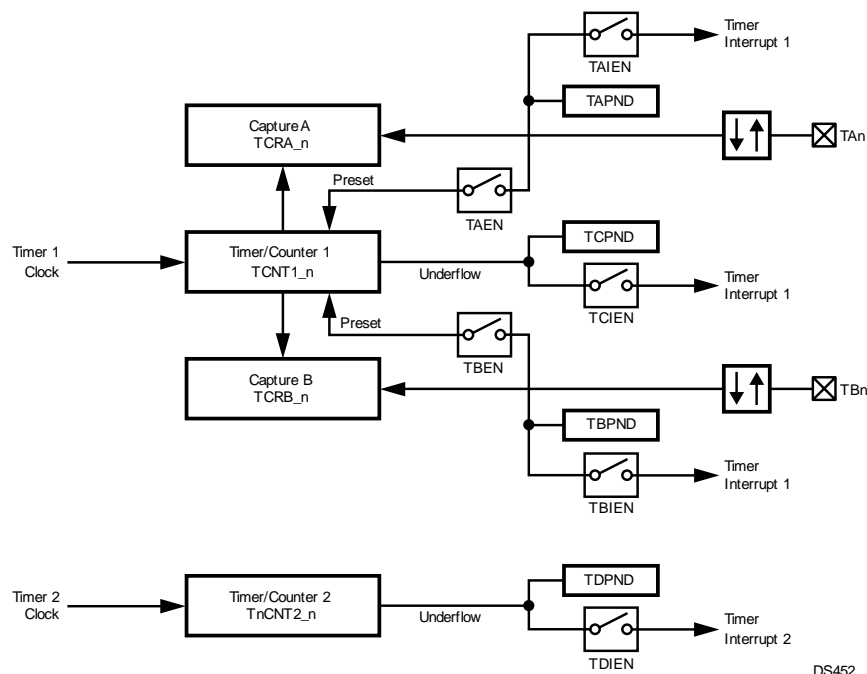 Timer
Interrupt 1
TAIEN
TAPND
Capture A
TCRA_n
TAn
Preset
TAEN
Timer 1
Clock
Timer/Counter 1
TCNT1_n
Underflow
TCPND
Timer
Interrupt 1
TCIEN
Preset
TBEN
Capture B
TCRB_n
TBn
TBPND
Timer
Interrupt 1
TBIEN
Timer 2
Clock
Timer/Counter 2
TnCNT2_n
Underflow
TDPND
Timer
Interrupt 2
TDIEN
DS452